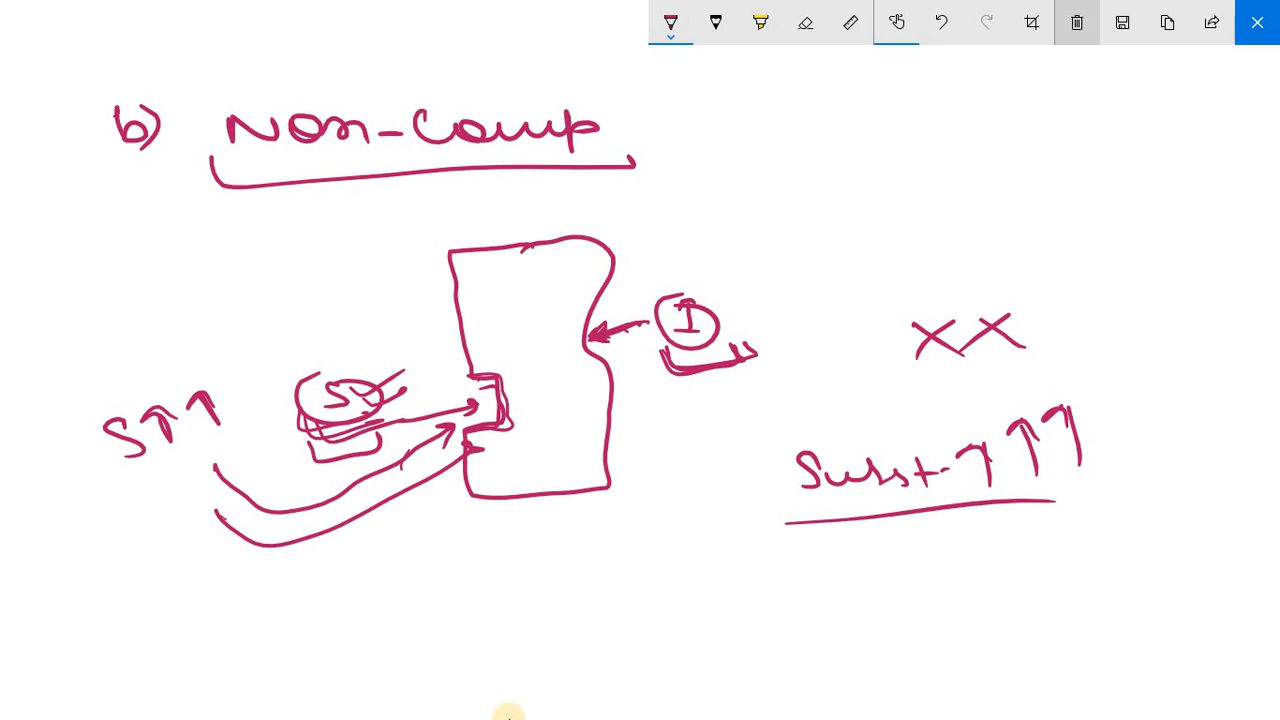 b) Non-Comp
I
S
S↑↑
Subst.↑↑↑